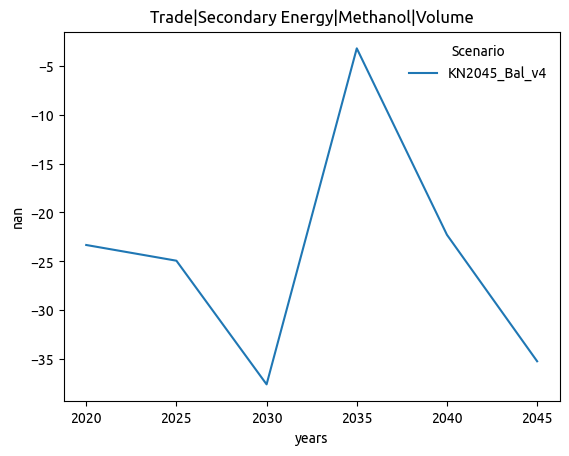 Trade|Secondary Energy|Methanol|Volume
Scenario
KN2045_Bal_v4
−5
−10
−15
−20
−25
−30
−35
nan
2020 2025 2030 2035 2040 2045
years